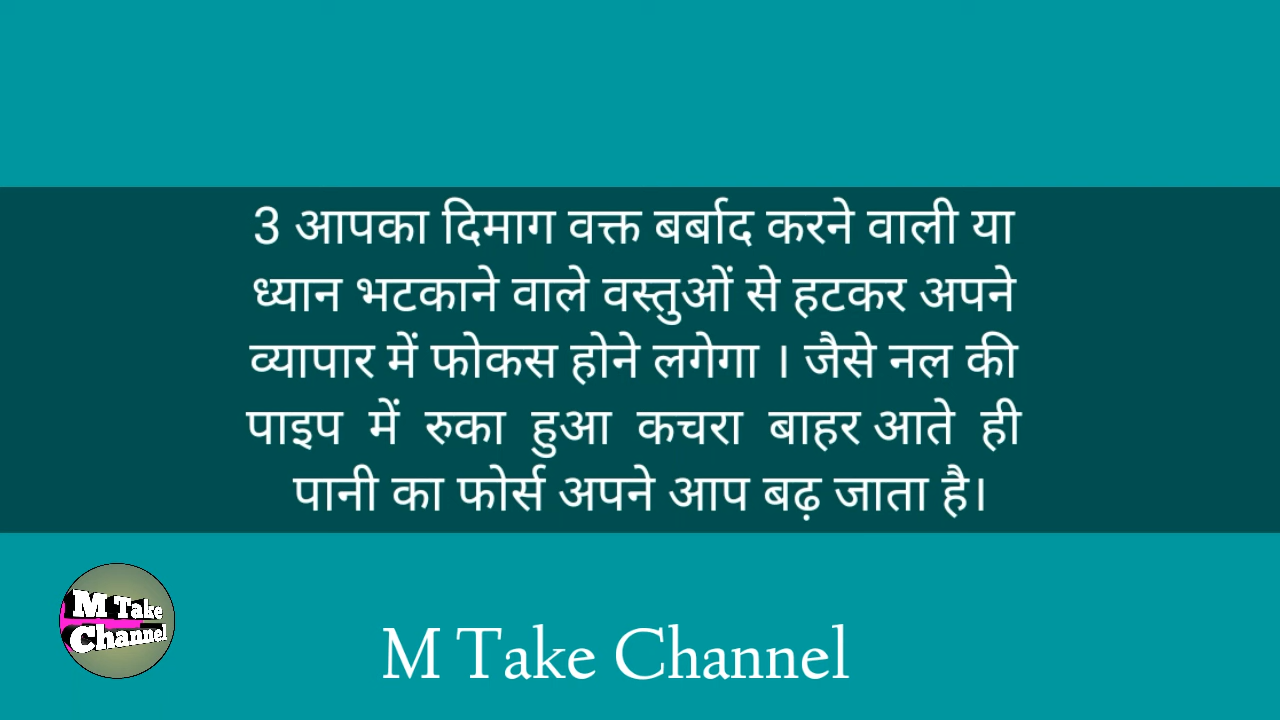 3 आपका दिमाग वक्त बर्बाद करने वाली या
ध्यान भटकाने वाले वस्तुओं से हटकर अपने
व्यापार में फोकस होने लगेगा । जैसे नल की
पाइप में रुका हुआ कचरा बाहर आते ही
पानी का फोर्स अपने आप बढ़ जाता है।
M Take
Channel
M Take Channel